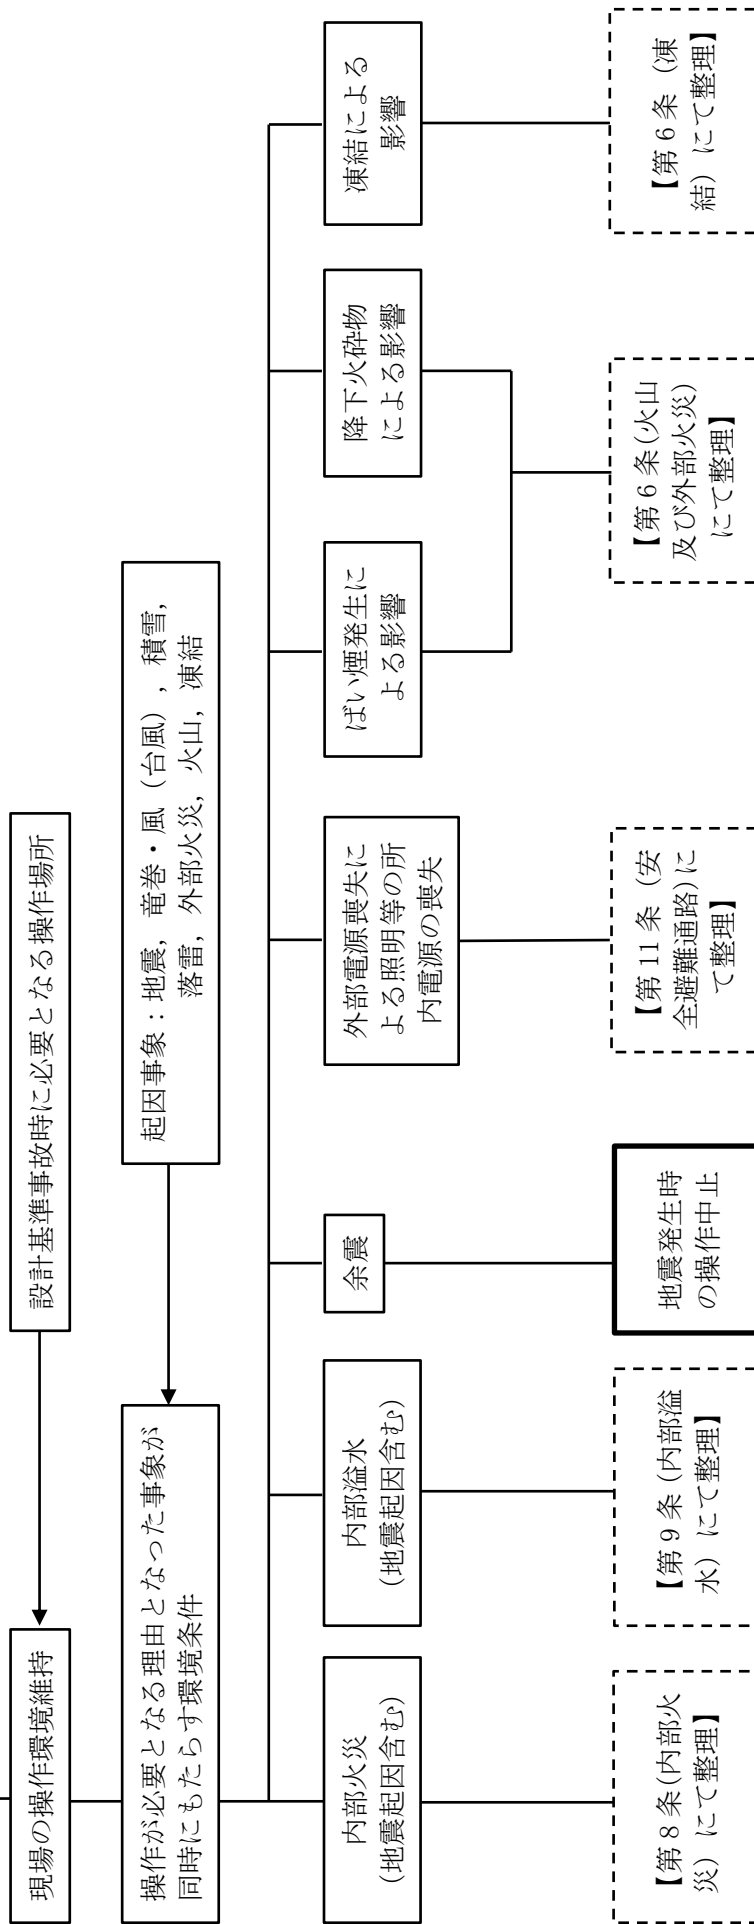 現場の操作環境維持
設計基準事故時に必要となる操作場所
操作が必要となる理由となった事象が
同時にもたらす環境条件
起因事象：地震，竜巻・風（台風），積雪，
落雷，外部火災，火山，凍結
内部火災
(地震起因含む)
内部溢水
(地震起因含む)
余震
外部電源喪失に
よる照明等の所
内電源の喪失
ばい煙発生に
よる影響
降下火砕物
による影響
凍結による
影響
【第8条(内部火
災）にて整理】
【第9条(内部溢
水）にて整理】
地震発生時
の操作中止
【第11条（安
全避難通路)に
て整理】
【第6条(火山
及び外部火災)
にて整理】
【第6条（凍
結）にて整理】